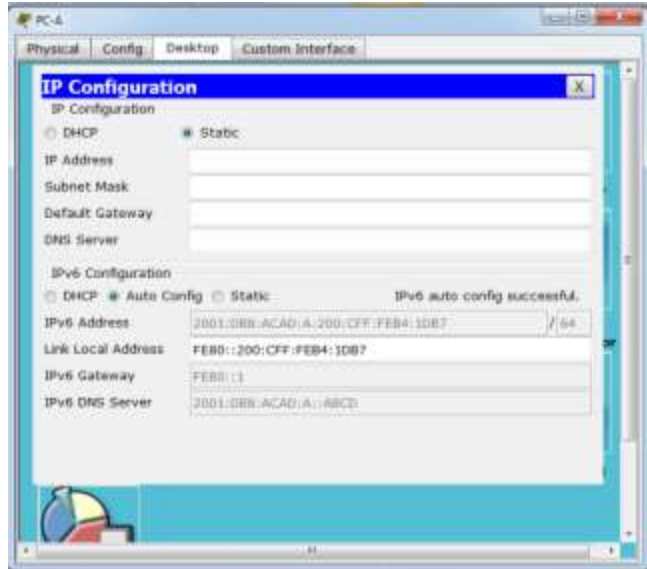 PC-A
Physical Config Desktop Custom Interface
IP Configuration X
IP Configuration
DHCP Static
IP Address
Subnet Mask
Default Gateway
DNS Server
IPv6 Configuration
DHCP Auto Config Static IPv6 auto config successful.
IPv6 Address 2001:DB8:ACAD:A:200:CFF:FEB4:1DB7 / 64
Link Local Address FE80::200:CFF:FEB4:1DB7
IPv6 Gateway FE80::1
IPv6 DNS Server 2001:DB8:ACAD:A::ABCD